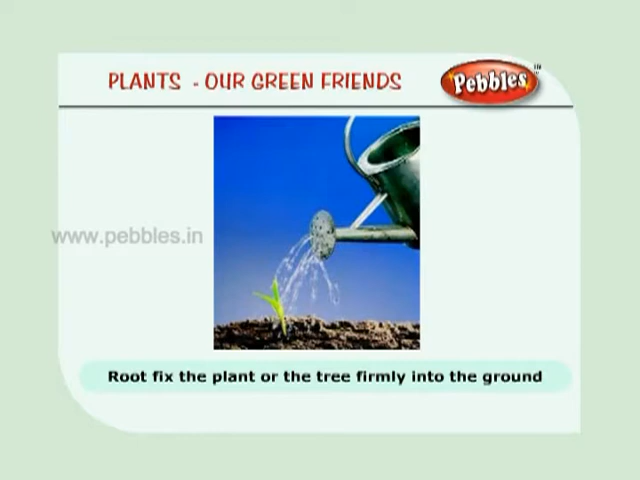 PLANTS - OUR GREEN FRIENDS
Pebbles
www.pebbles.in
Root fix the plant or the tree firmly into the ground